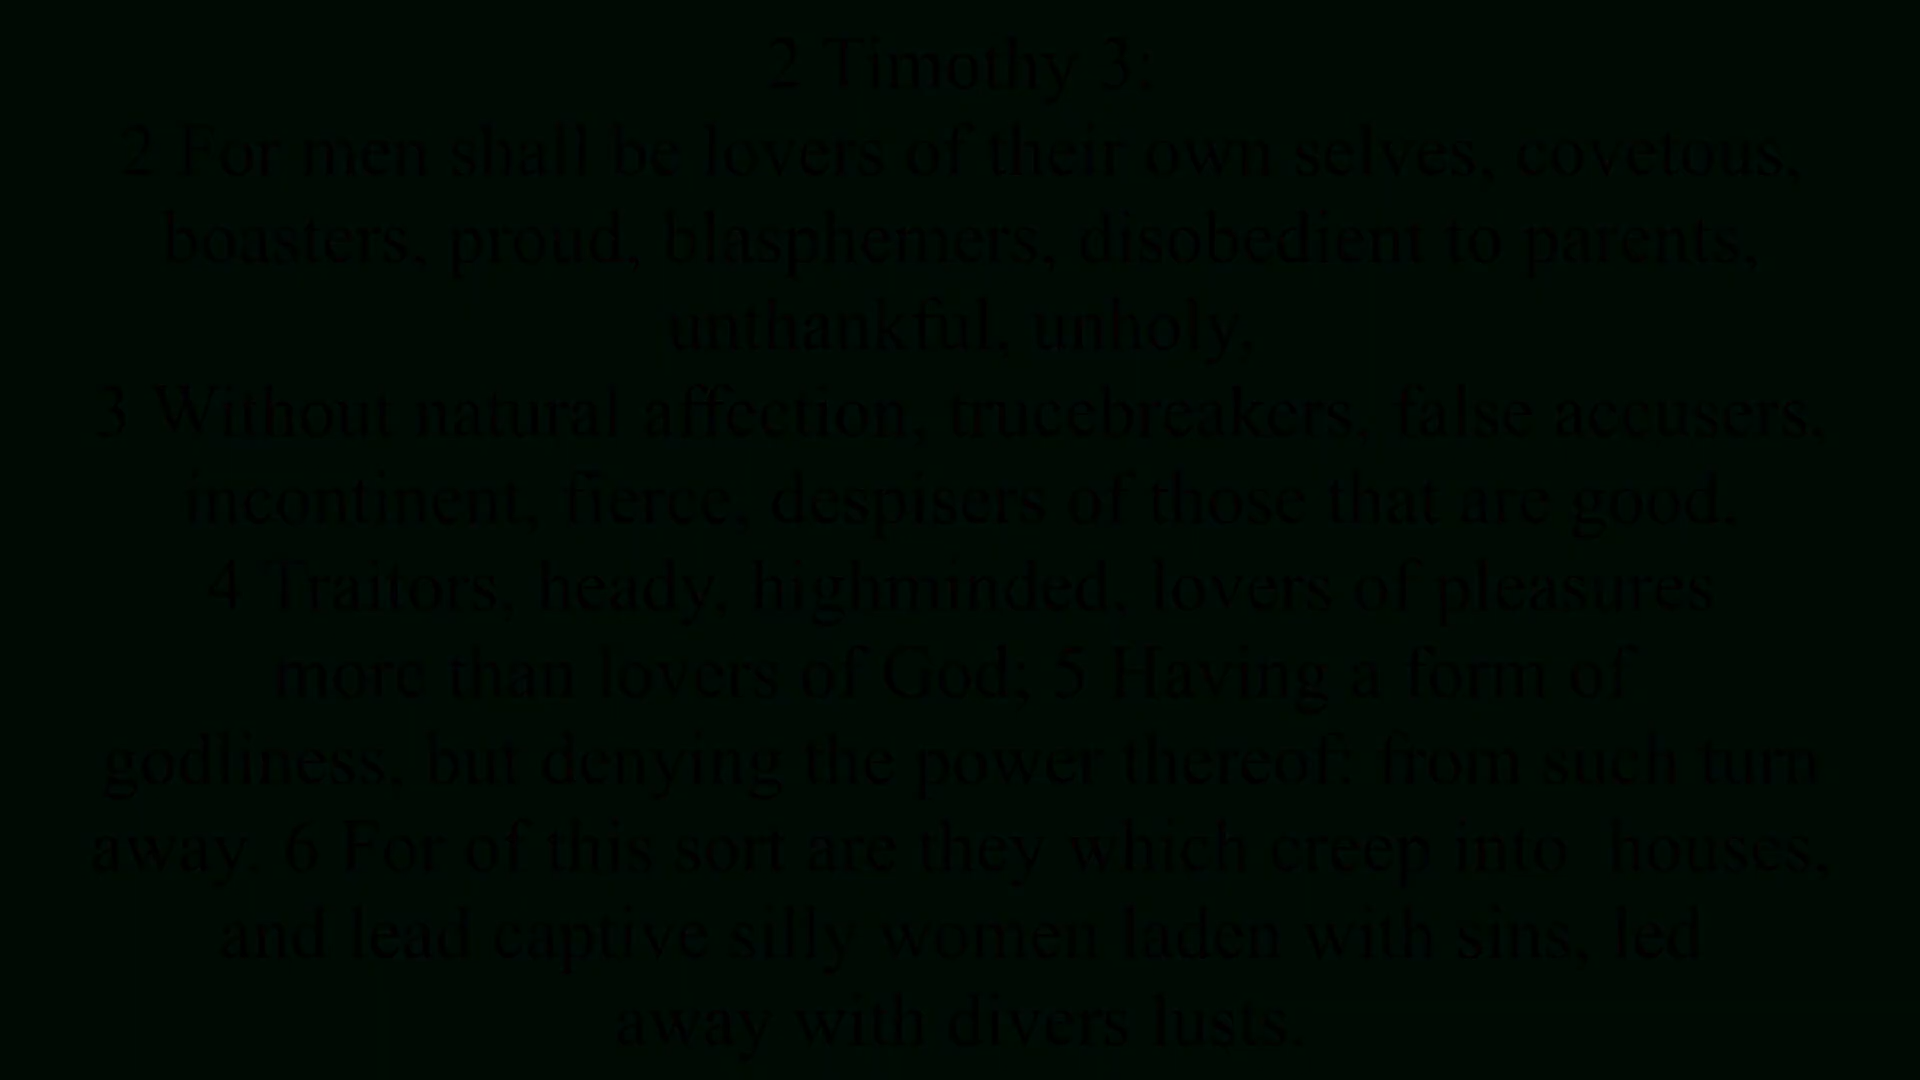 2 Timothy 3:
2 For men shall be lovers of their own selves, covetous,
boasters, proud, blasphemers, disobedient to parents,
unthankful, unholy,
3 Without natural affection, trucebreakers, false accusers,
incontinent, fierce, despisers of those that are good,
4 Traitors, heady, highminded, lovers of pleasures
more than lovers of God; 5 Having a form of
godliness, but denying the power thereof: from such turn
away. 6 For of this sort are they which creep into houses,
and lead captive silly women laden with sins, led
away with divers lusts.